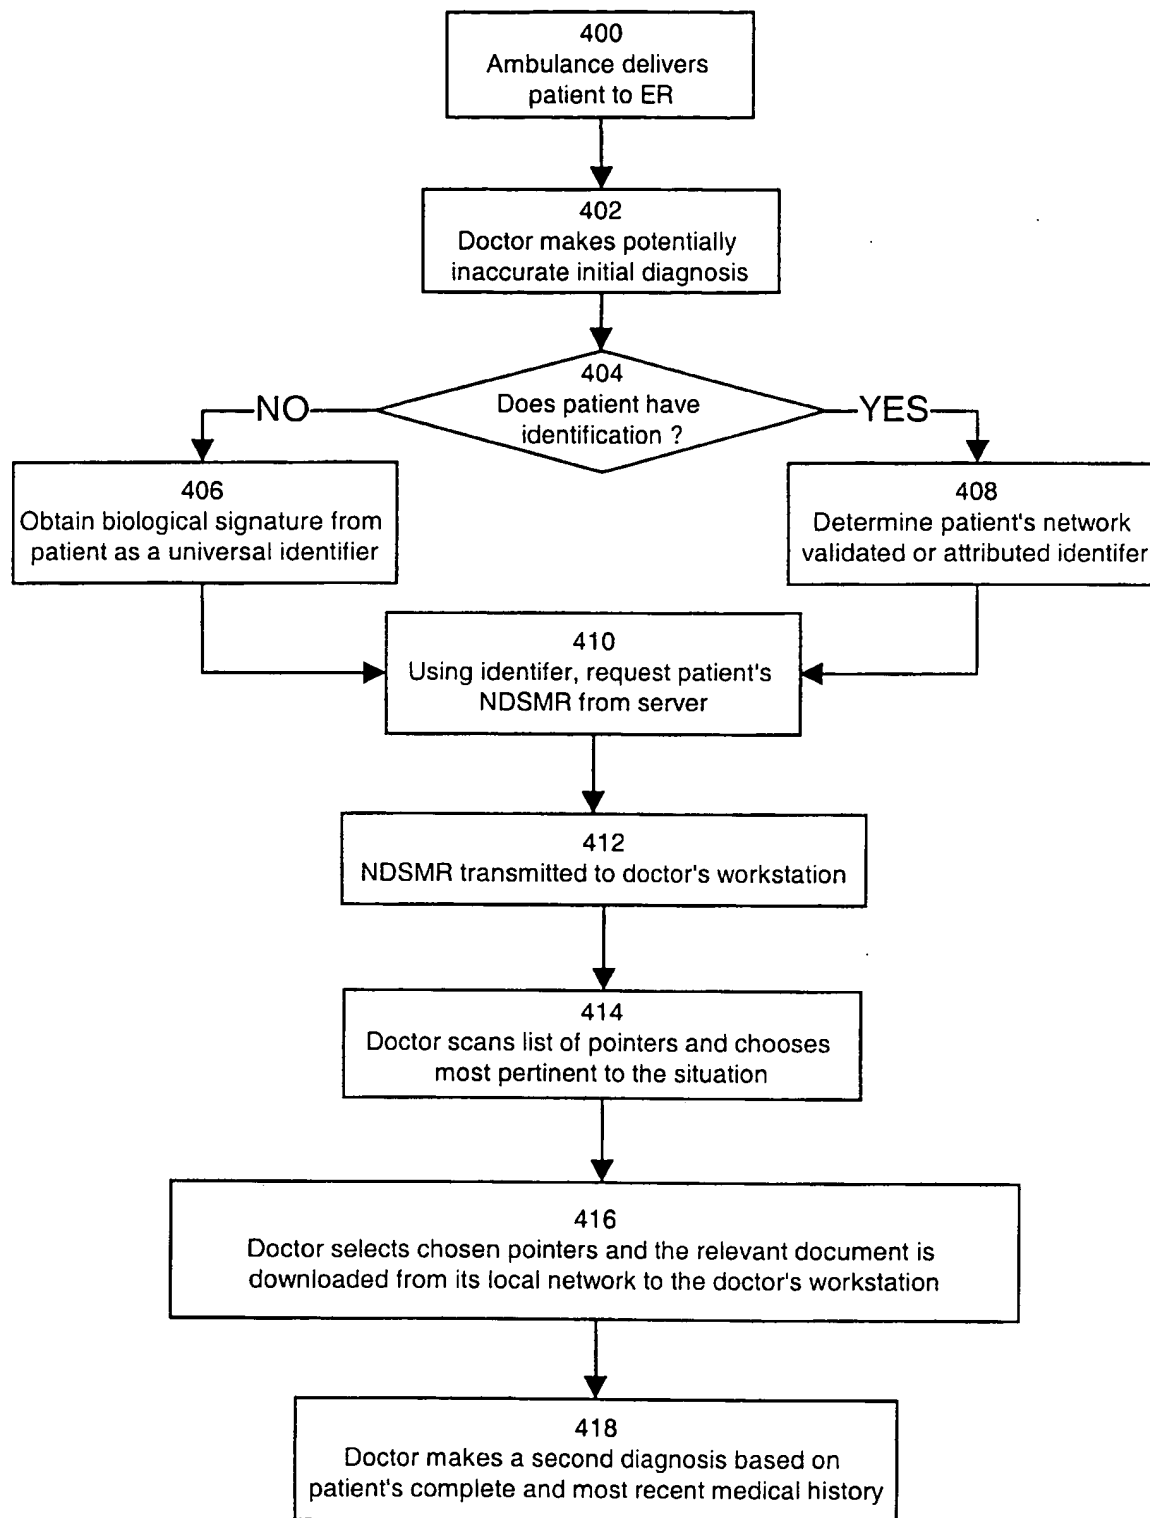 400
Ambulance delivers
patient to ER
402
Doctor makes potentially
inaccurate initial diagnosis
404
Does patient have
identification ?
NO
YES
406
Obtain biological signature from
patient as a universal identifier
408
Determine patient's network
validated or attributed identifer
410
Using identifer, request patient's
NDSMR from server
412
NDSMR transmitted to doctor's workstation
414
Doctor scans list of pointers and chooses
most pertinent to the situation
416
Doctor selects chosen pointers and the relevant document is
downloaded from its local network to the doctor's workstation
418
Doctor makes a second diagnosis based on
patient's complete and most recent medical history